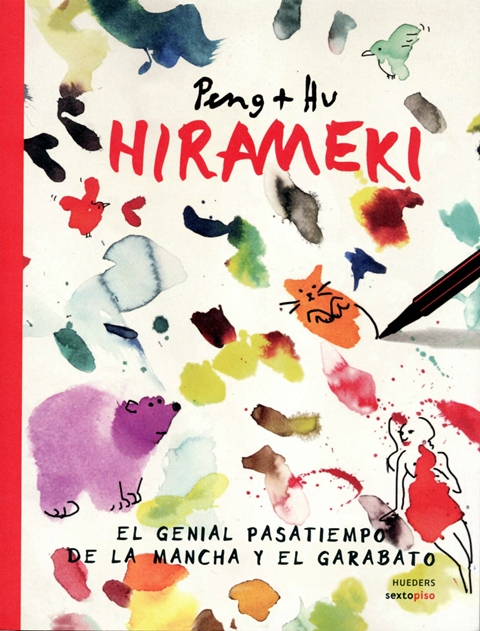 Peng + Hu
HIRAMEKI
EL GENIAL PASATIEMPO
DE LA MANCHA Y EL GARABATO
HUEDERS
sextopiso